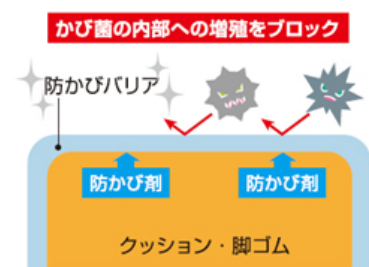 かび菌の内部への増殖をブロック
防かびバリア
防かび剤
防かび剤
クッション・脚ゴム